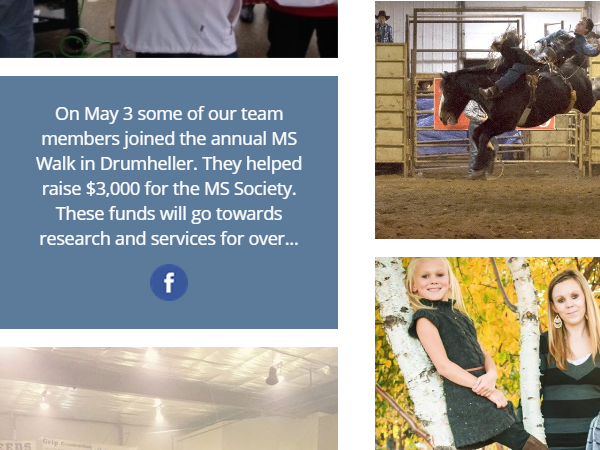 On May 3 some of our team
members joined the annual MS
Walk in Drumheller. They helped
raise $3,000 for the MS Society.
These funds will go towards
research and services for over...
f
EEDS